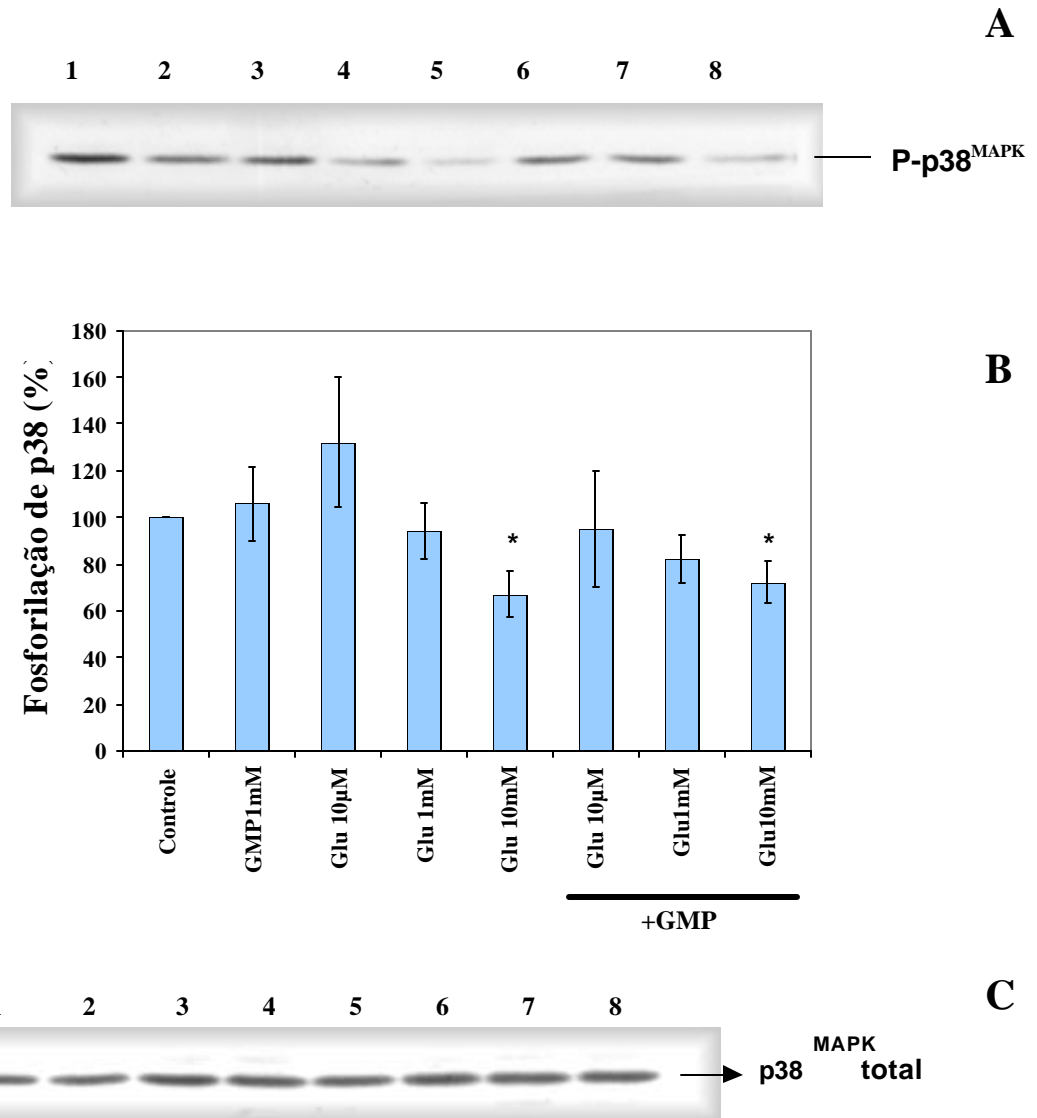 A
1 2 3 4 5 6 7 8
P-p38MAPK
B
Fosforilação de p38 (%)
180
160
140
120
100
80
60
40
20
0
* *
Controle
GMP1mM
Glu 10µM
Glu 1mM
Glu 10mM
Glu 10µM
Glu1mM
Glu10mM
+GMP
C
2 3 4 5 6 7 8
p38 MAPK total